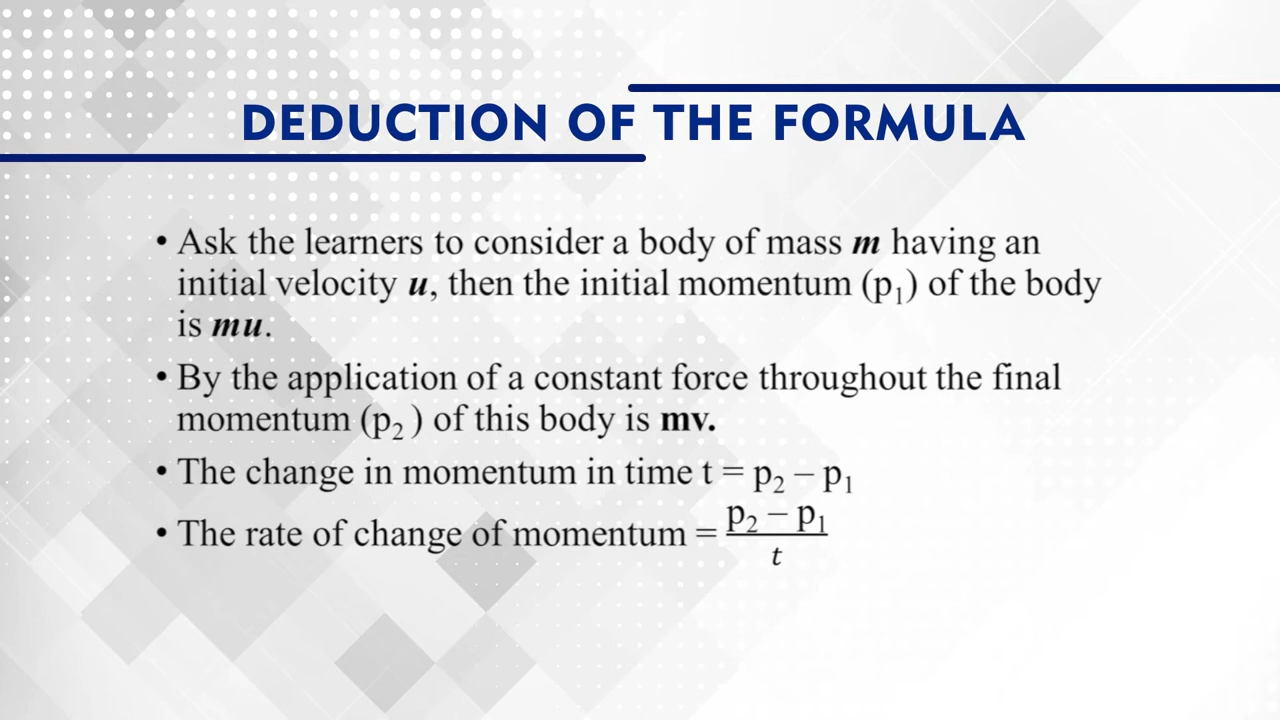 DEDUCTION OF THE FORMULA
• Ask the learners to consider a body of mass m having an
initial velocity u, then the initial momentum (p₁) of the body
is mu.
• By the application of a constant force throughout the final
momentum (p₂ ) of this body is mv.
• The change in momentum in time t = p₂ – p₁
• The rate of change of momentum = p₂ – p₁
t